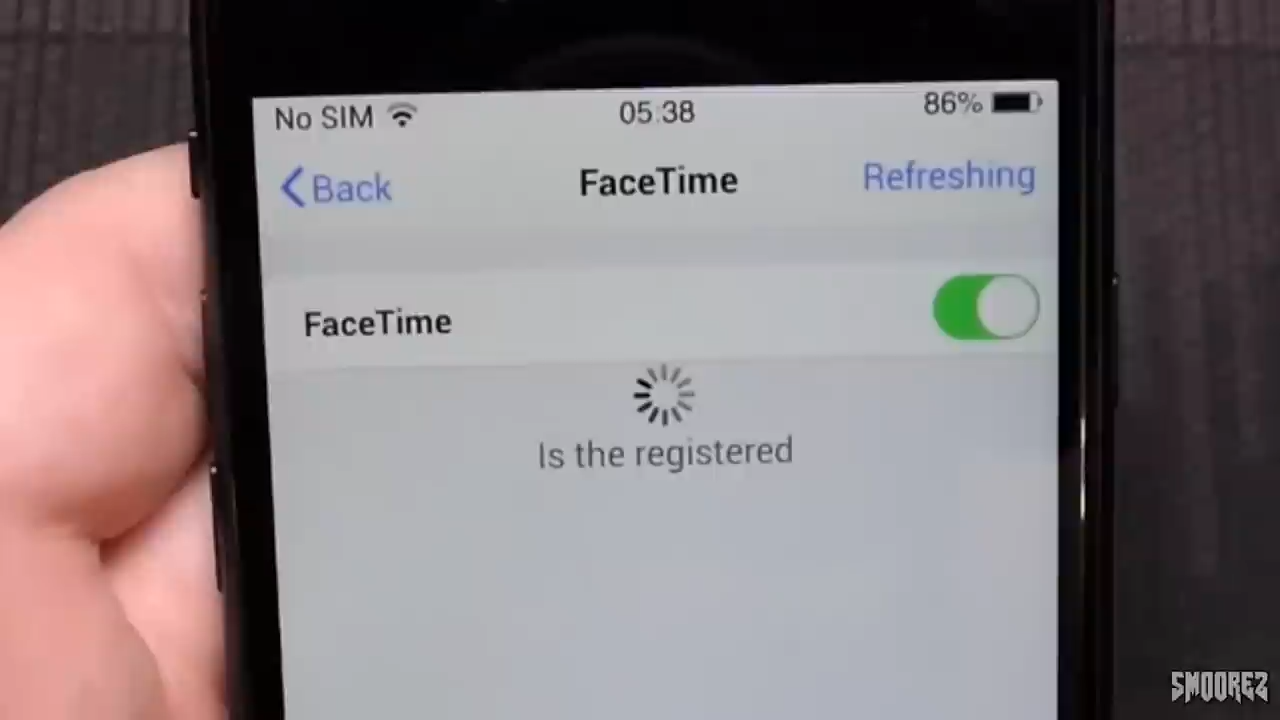 No SIM 05:38 86%
Back FaceTime Refreshing
FaceTime
Is the registered
SMOOREZ